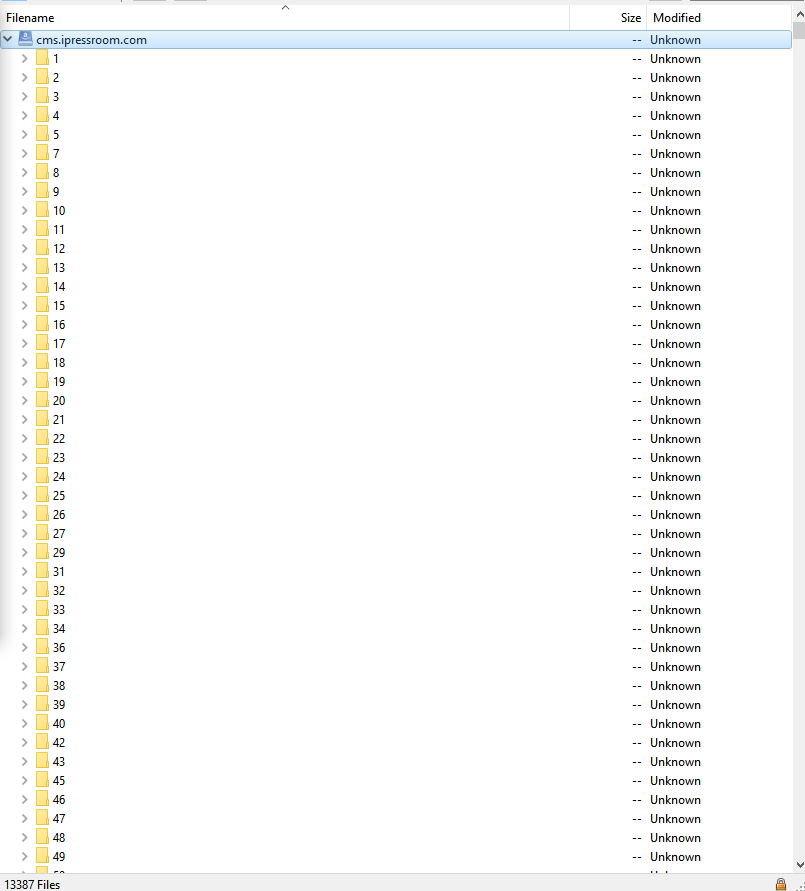 Filename Size Modified
cms.ipressroom.com -- Unknown
1 -- Unknown
2 -- Unknown
3 -- Unknown
4 -- Unknown
5 -- Unknown
7 -- Unknown
8 -- Unknown
9 -- Unknown
10 -- Unknown
11 -- Unknown
12 -- Unknown
13 -- Unknown
14 -- Unknown
15 -- Unknown
16 -- Unknown
17 -- Unknown
18 -- Unknown
19 -- Unknown
20 -- Unknown
21 -- Unknown
22 -- Unknown
23 -- Unknown
24 -- Unknown
25 -- Unknown
26 -- Unknown
27 -- Unknown
29 -- Unknown
31 -- Unknown
32 -- Unknown
33 -- Unknown
34 -- Unknown
36 -- Unknown
37 -- Unknown
38 -- Unknown
39 -- Unknown
40 -- Unknown
42 -- Unknown
43 -- Unknown
45 -- Unknown
46 -- Unknown
47 -- Unknown
48 -- Unknown
49 -- Unknown
13387 Files